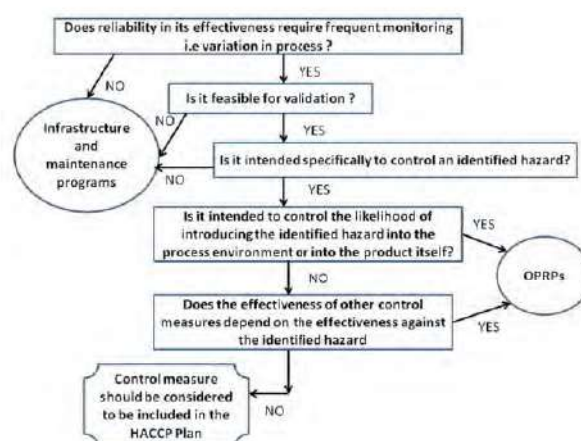 Does reliability in its effectiveness require frequent monitoring
i.e variation in process ?
NO
YES
Is it feasible for validation ?
NO
YES
Infrastructure
and
maintenance
programs
Is it intended specifically to control an identified hazard?
NO
YES
Is it intended to control the likelihood of
introducing the identified hazard into the
process environment or into the product itself?
YES
OPRPs
NO
Does the effectiveness of other control
measures depend on the effectiveness against
the identified hazard
YES
NO
Control measure
should be considered
to be included in the
HACCP Plan